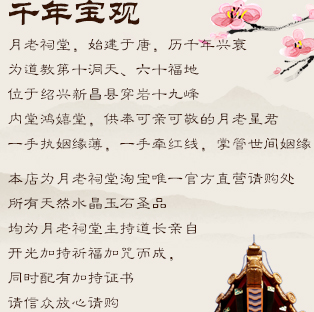 千年宝观
月老祠堂，始建于唐，历千年兴衰
为道教第十洞天、六十福地
位于绍兴新昌县穿岩十九峰
内堂鸿嬉堂，供奉可亲可敬的月老星君
一手执姻缘薄，一手牵红线，掌管世间姻缘
本店为月老祠堂淘宝唯一官方直营请购处
所有天然水晶玉石圣品
均为月老祠堂主持道长亲自
开光加持祈福加咒而成，
同时配有加持证书
请信众放心请购